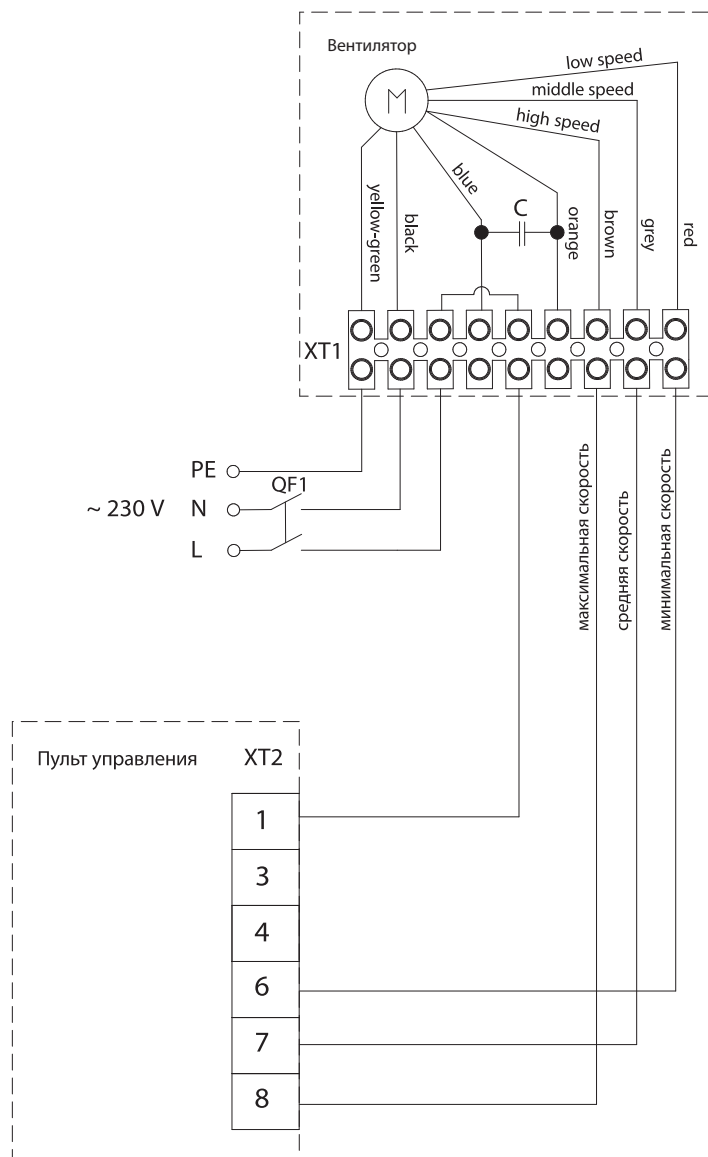 Вентилятор
M
low speed
middle speed
high speed
yellow-green
black
blue
C
orange
brown
grey
red
XT1
PE
QF1
~ 230 V N
L
максимальная скорость
средняя скорость
минимальная скорость
Пульт управления XT2
1
3
4
6
7
8